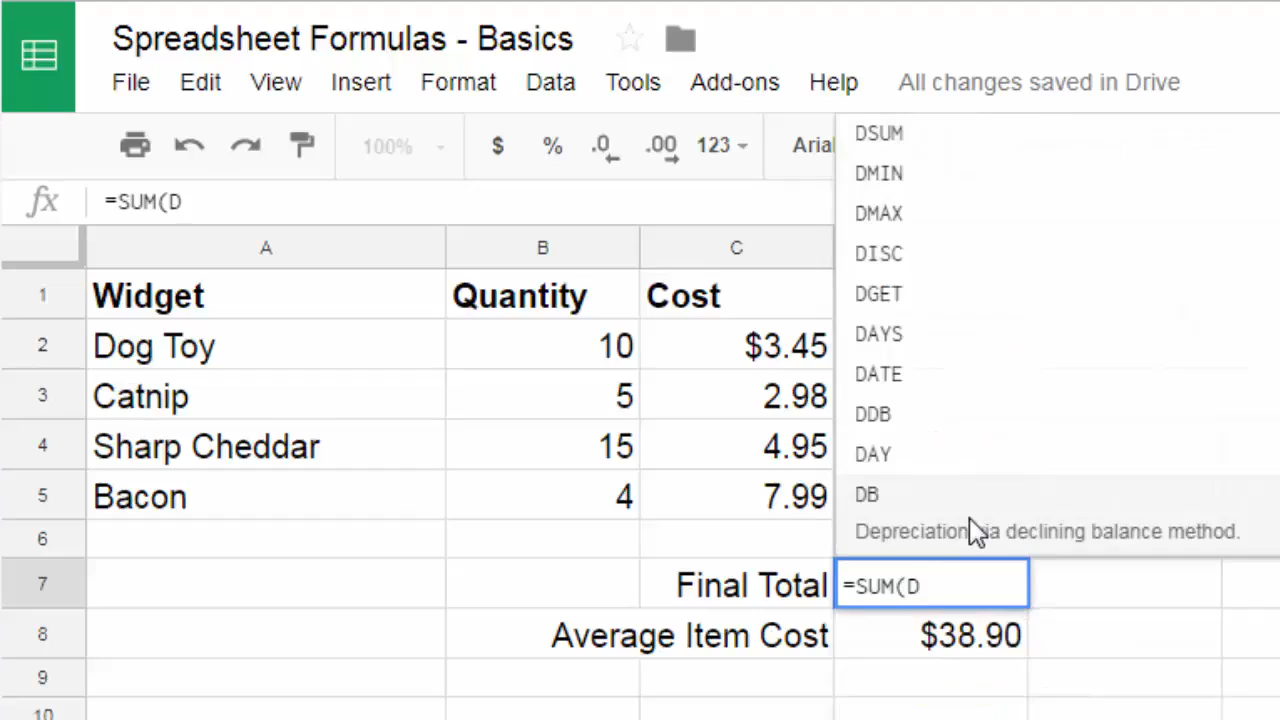 Spreadsheet Formulas - Basics
File Edit View Insert Format Data Tools Add-ons Help All changes saved in Drive
100% $ % .0 .00 123 Arial
fx =SUM(D
A B C
1 Widget Quantity Cost
2 Dog Toy 10 $3.45
3 Catnip 5 2.98
4 Sharp Cheddar 15 4.95
5 Bacon 4 7.99
6
7 Final Total =SUM(D
8 Average Item Cost $38.90
9
10
DSUM
DMIN
DMAX
DISC
DGET
DAYS
DATE
DDB
DAY
DB
Depreciation via declining balance method.